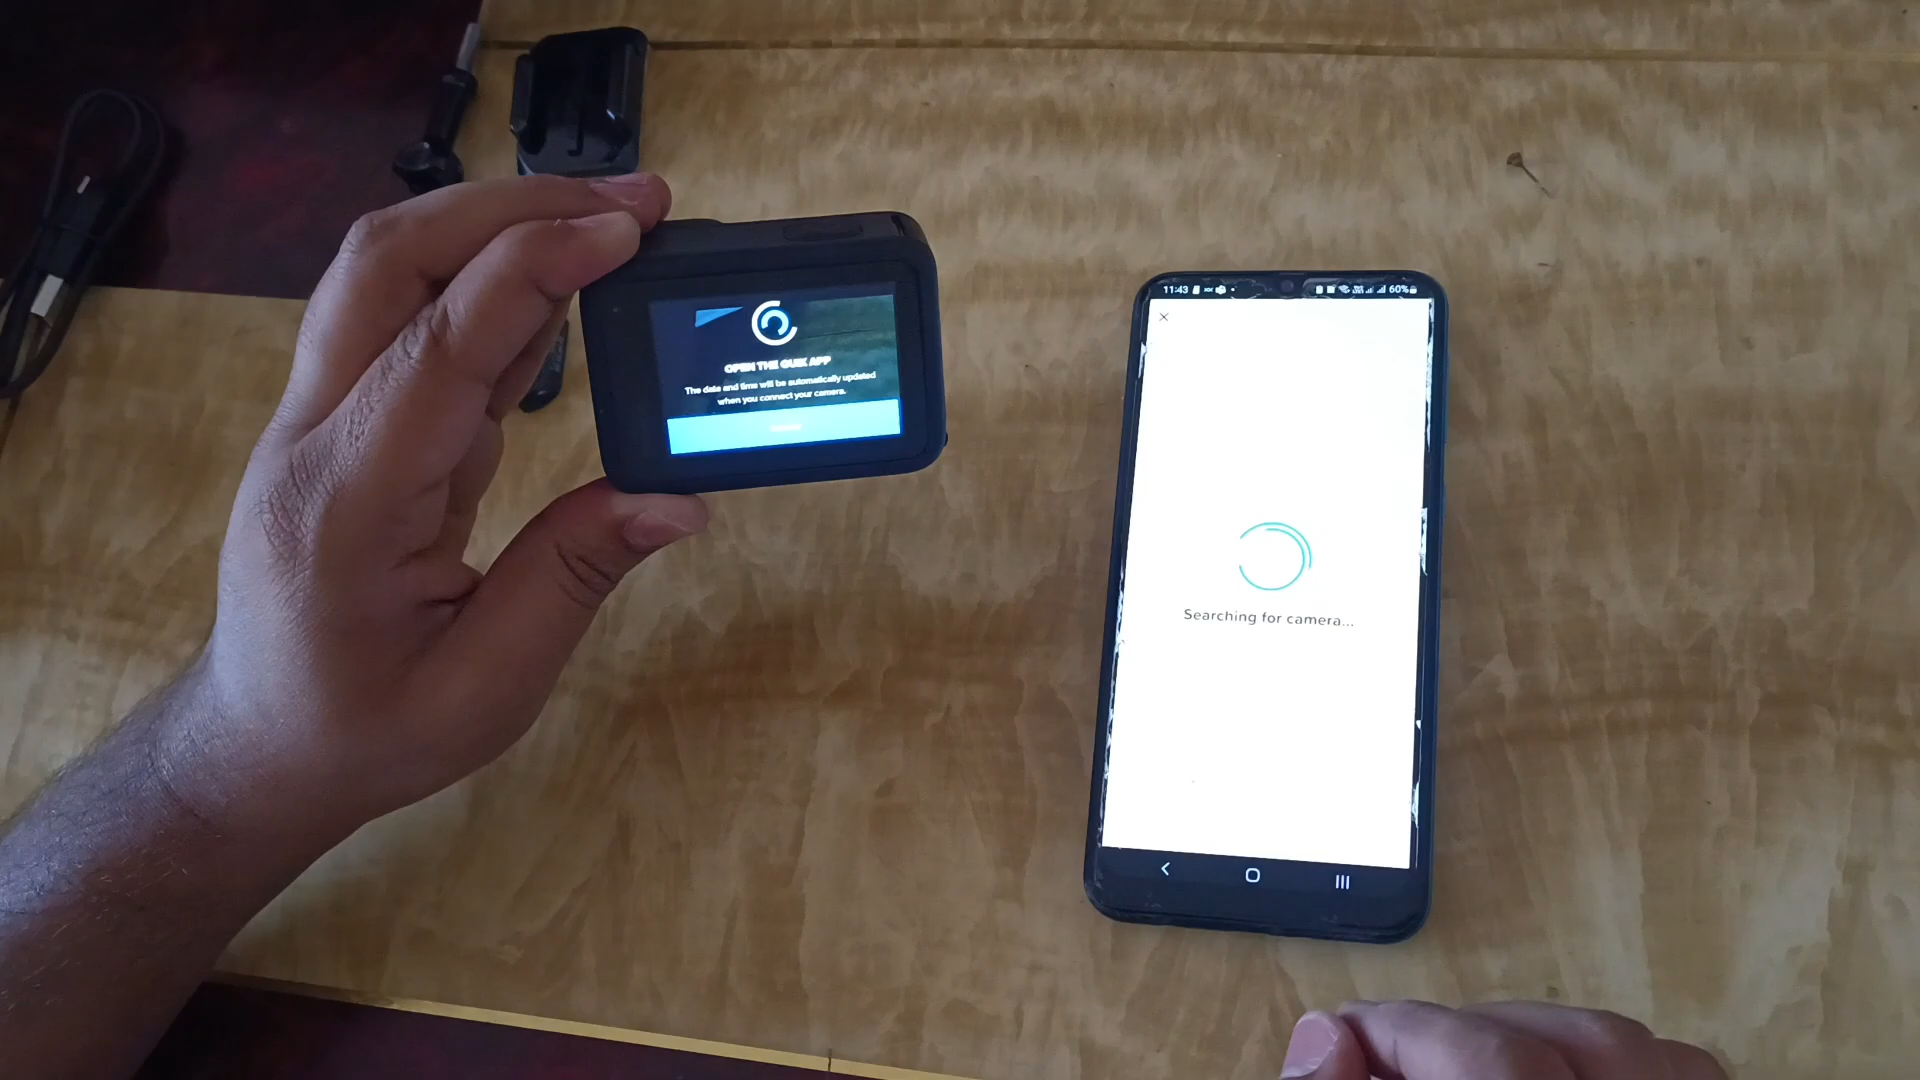 OPEN THE QUIK APP
The date and time will be automatically updated
when you connect your camera.
11:43
60%
Searching for camera...